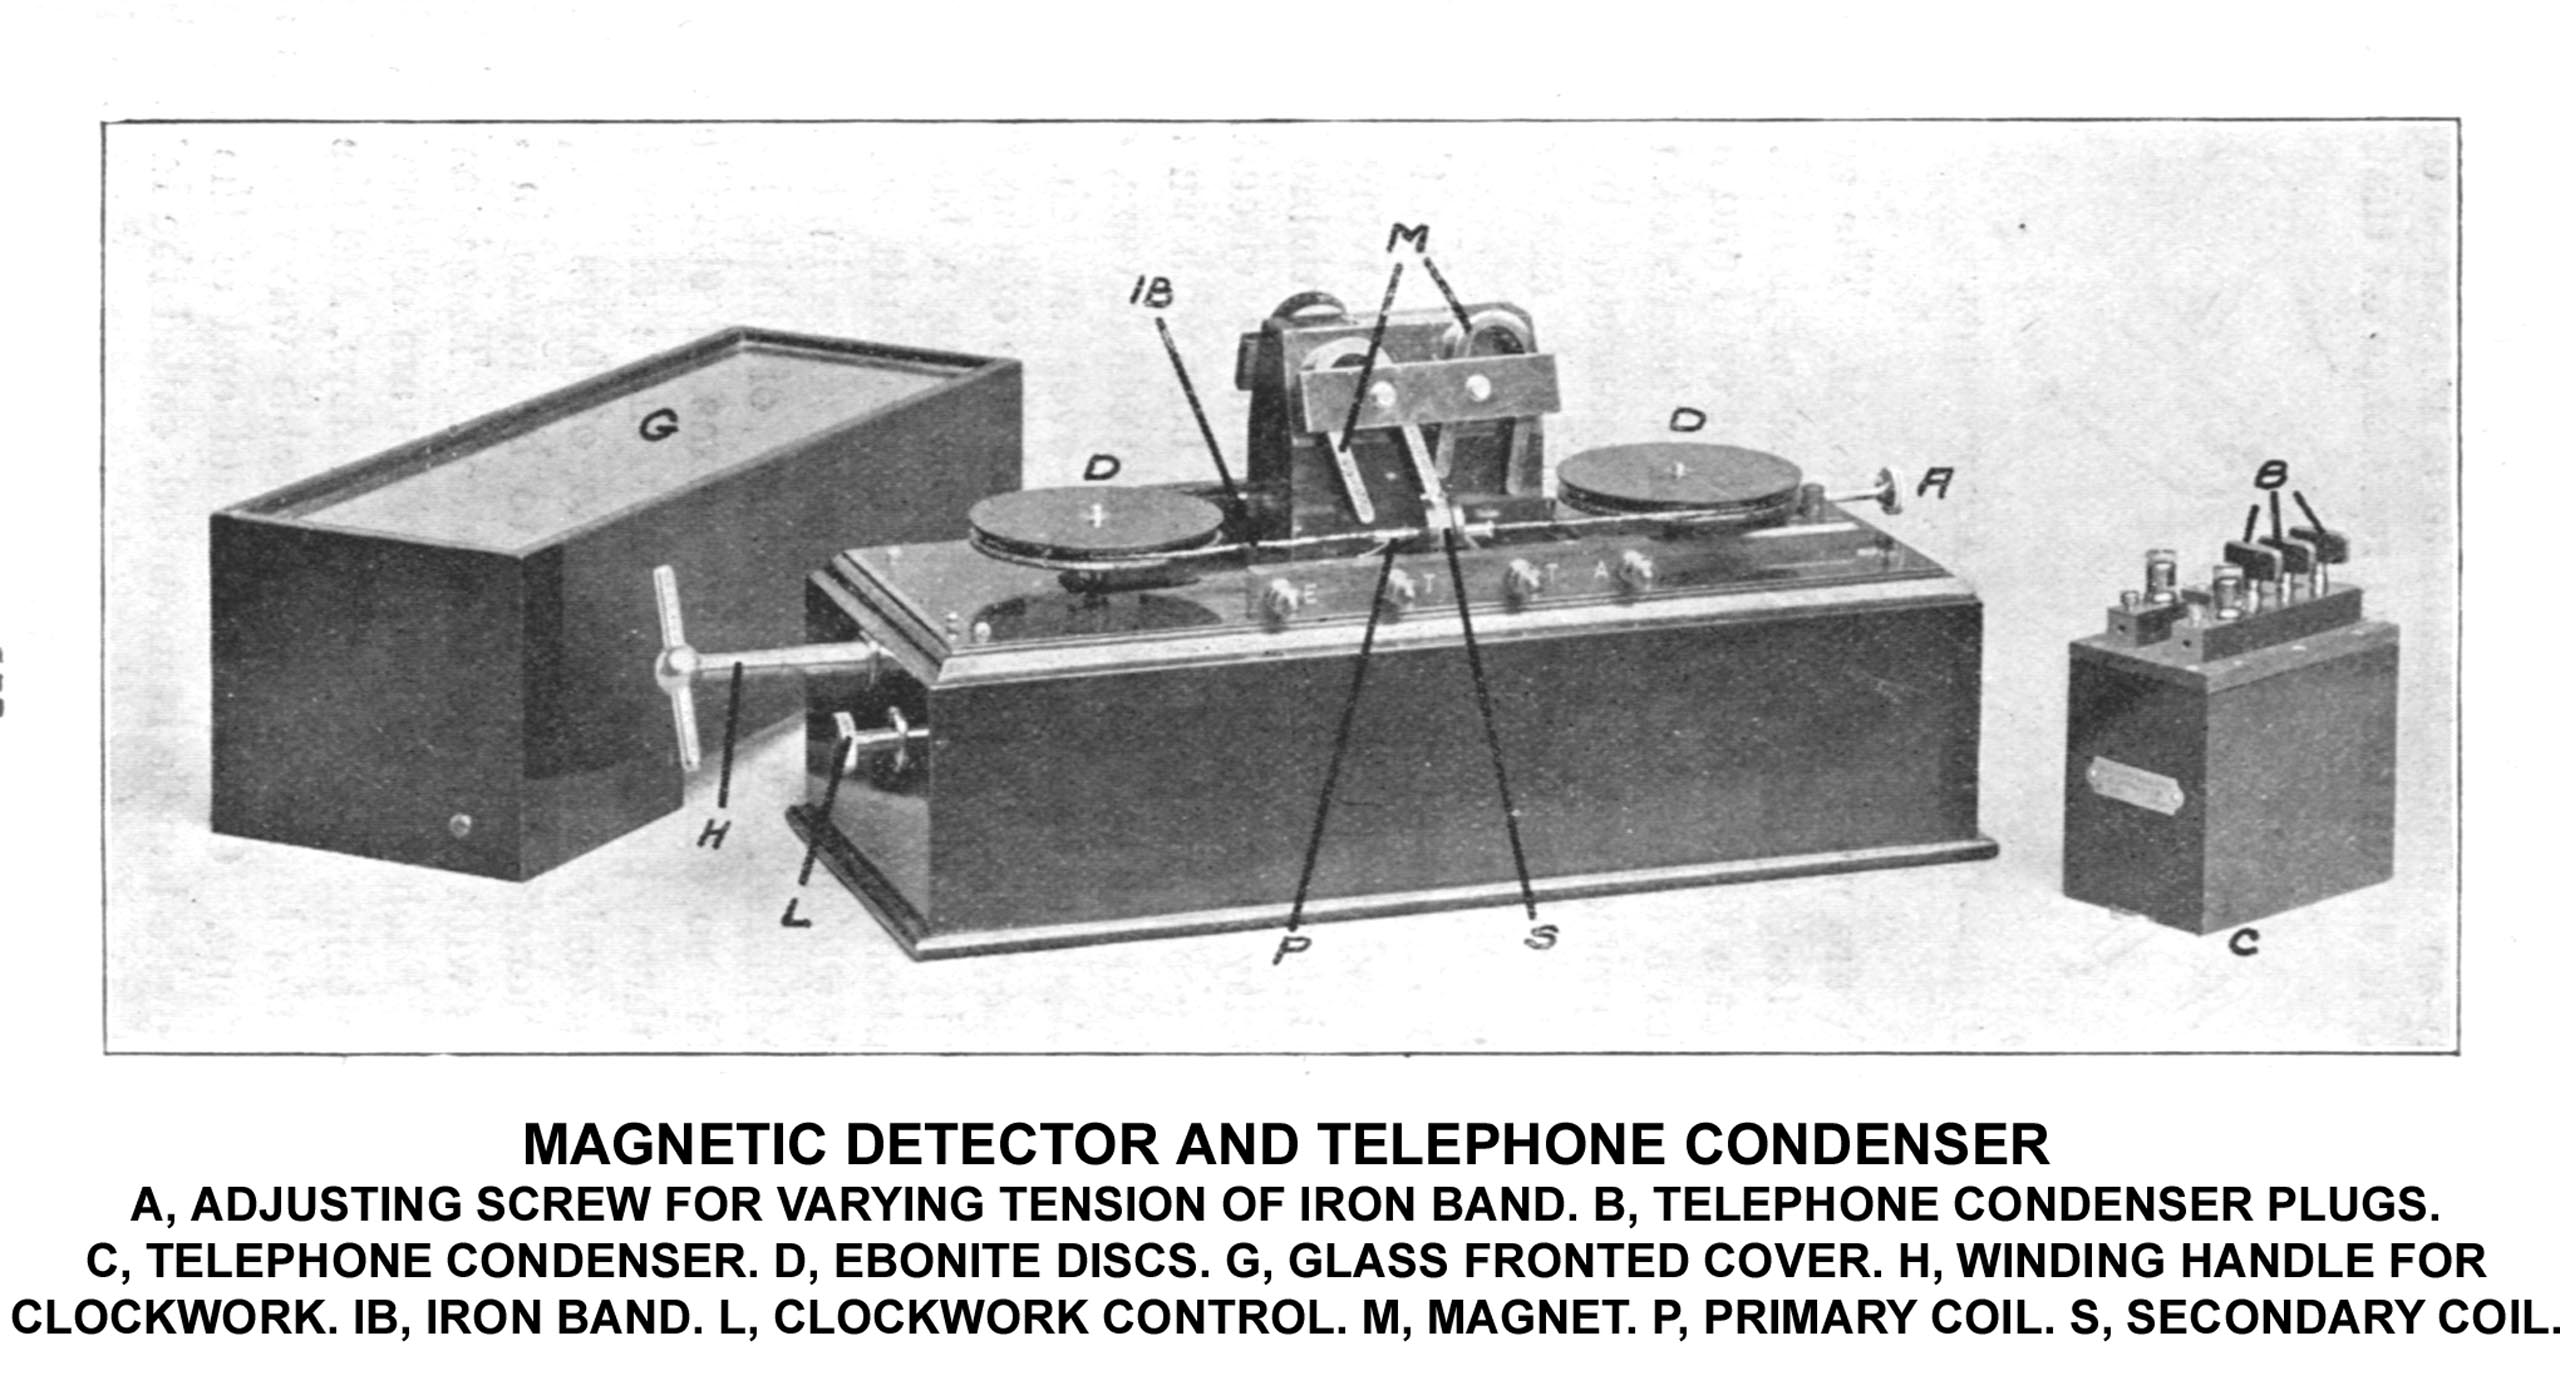 M
IB
G
D
D
A
B
E T T A
H
L
P
S
C
MAGNETIC DETECTOR AND TELEPHONE CONDENSER
A, ADJUSTING SCREW FOR VARYING TENSION OF IRON BAND. B, TELEPHONE CONDENSER PLUGS.
C, TELEPHONE CONDENSER. D, EBONITE DISCS. G, GLASS FRONTED COVER. H, WINDING HANDLE FOR
CLOCKWORK. IB, IRON BAND. L, CLOCKWORK CONTROL. M, MAGNET. P, PRIMARY COIL. S, SECONDARY COIL.